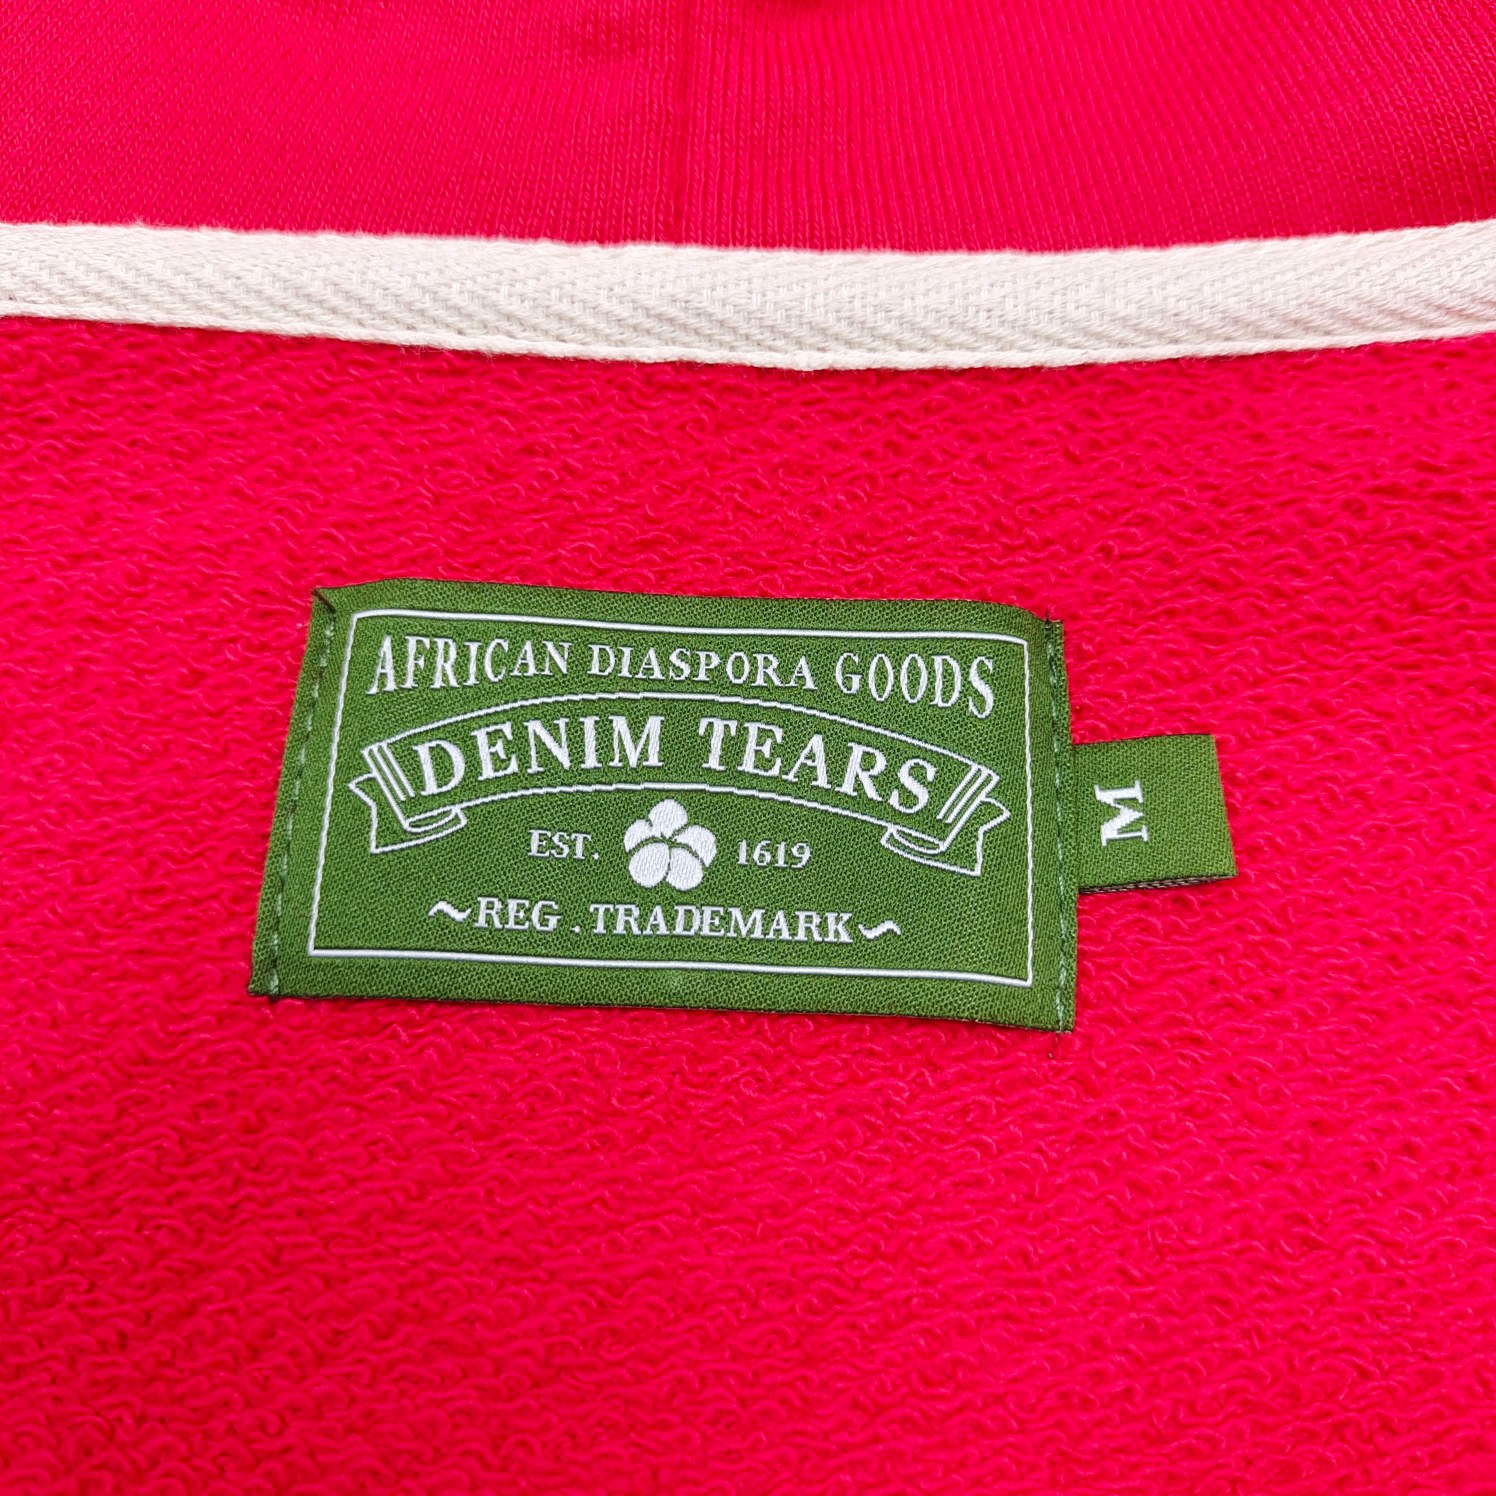 AFRICAN DIASPORA GOODS
DENIM TEARS
EST. 1619
~REG .TRADEMARK~
M